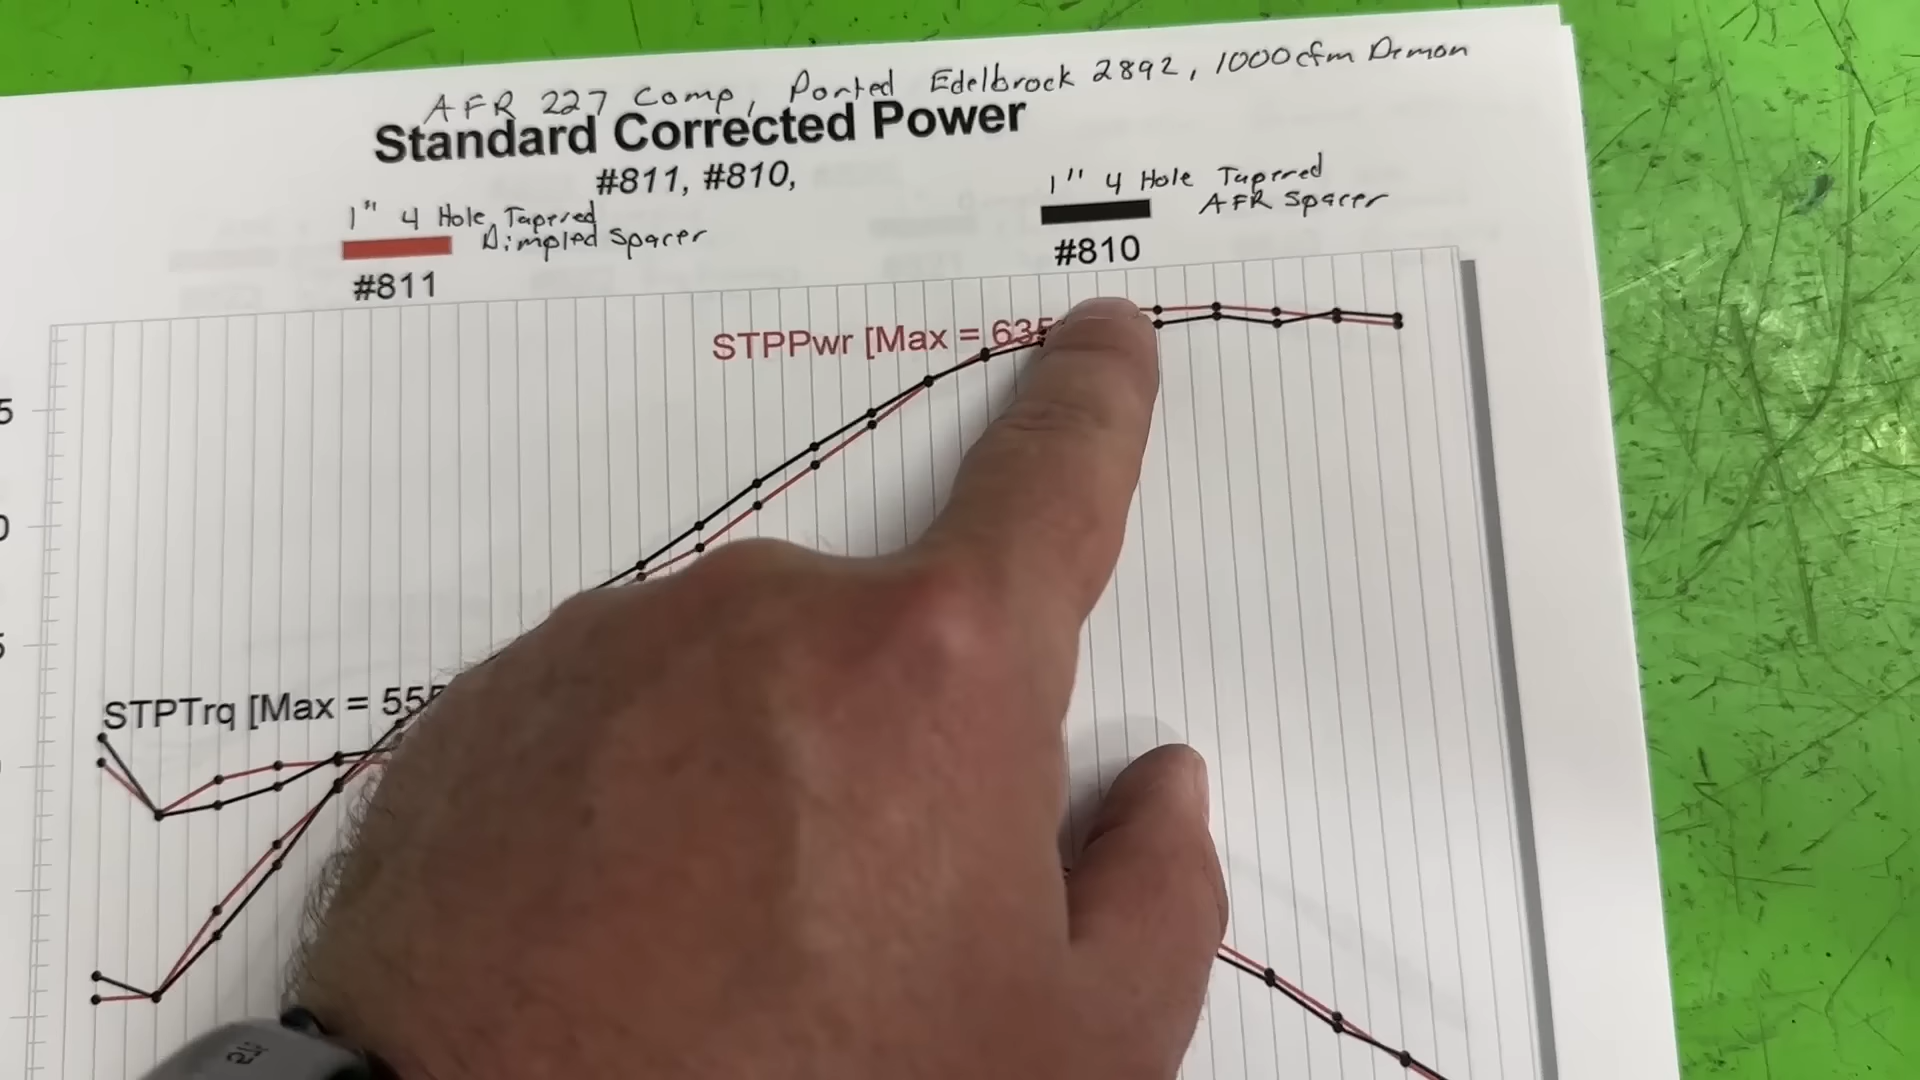 AFR 227 Comp, Ported Edelbrock 2892, 1000cfm Demon
Standard Corrected Power
#811, #810,
1" 4 Hole Tapered
Dimpled Spacer
#811
1" 4 Hole Tapered
AFR Spacer
#810
STPPwr [Max = 635
STPTrq [Max = 555
5
0
5